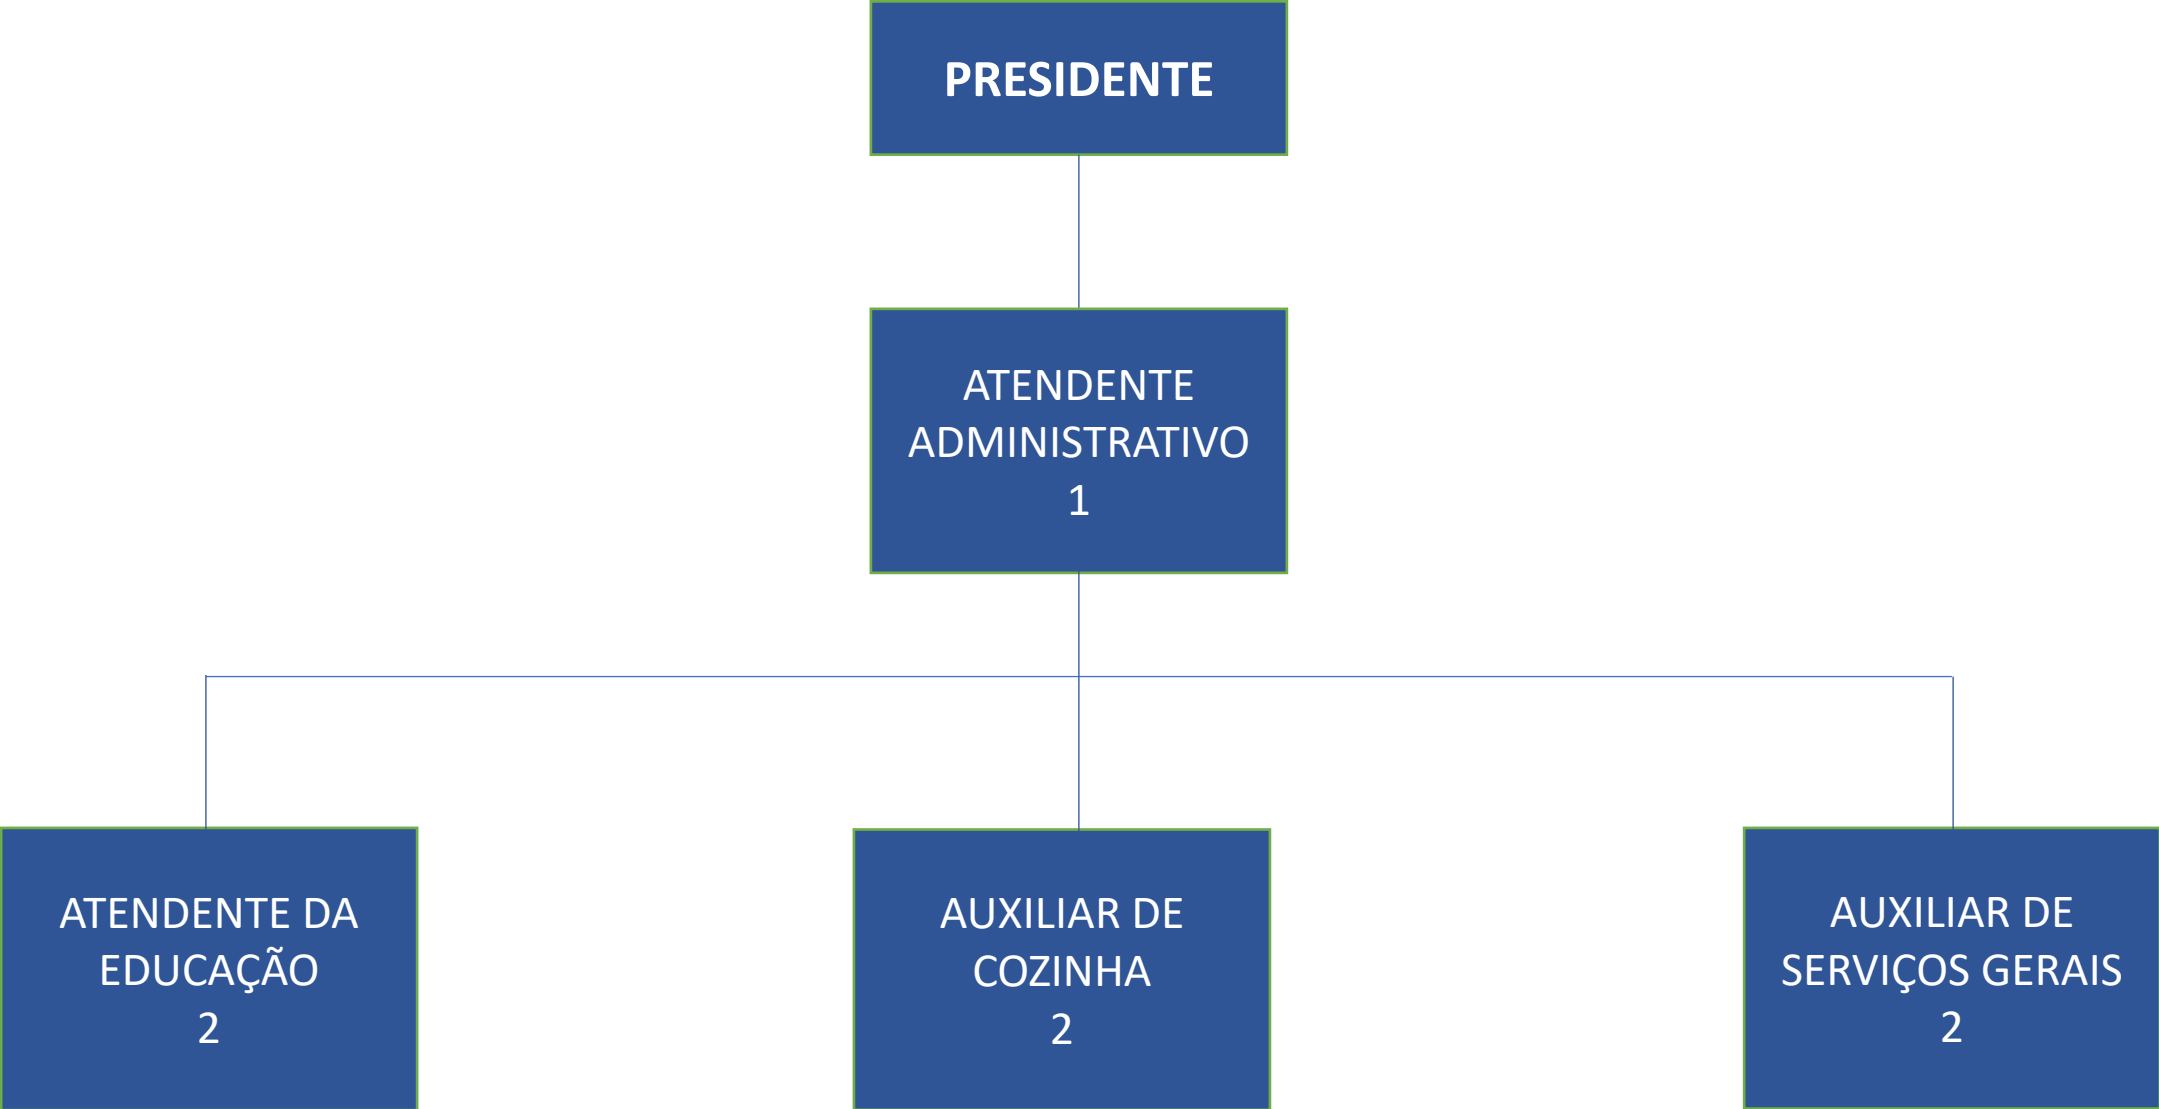 PRESIDENTE
ATENDENTE
ADMINISTRATIVO
1
ATENDENTE DA
EDUCAÇÃO
2
AUXILIAR DE
COZINHA
2
AUXILIAR DE
SERVIÇOS GERAIS
2